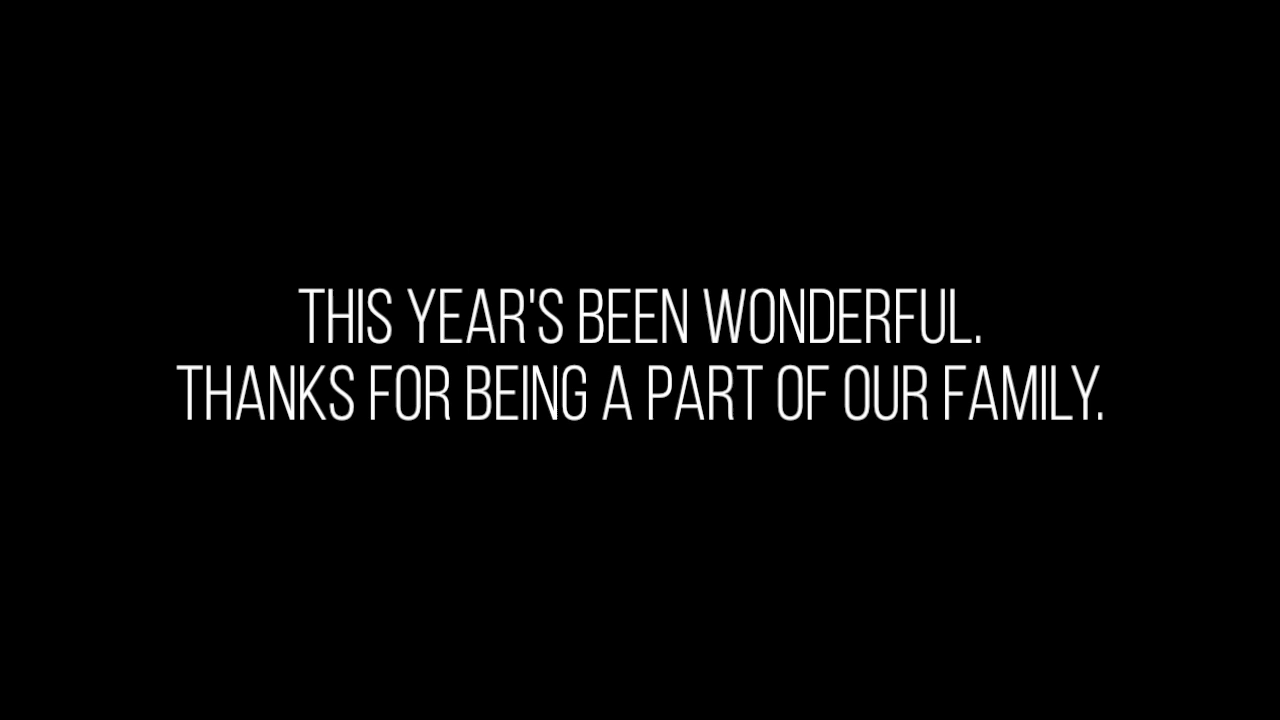 THIS YEAR'S BEEN WONDERFUL.
THANKS FOR BEING A PART OF OUR FAMILY.